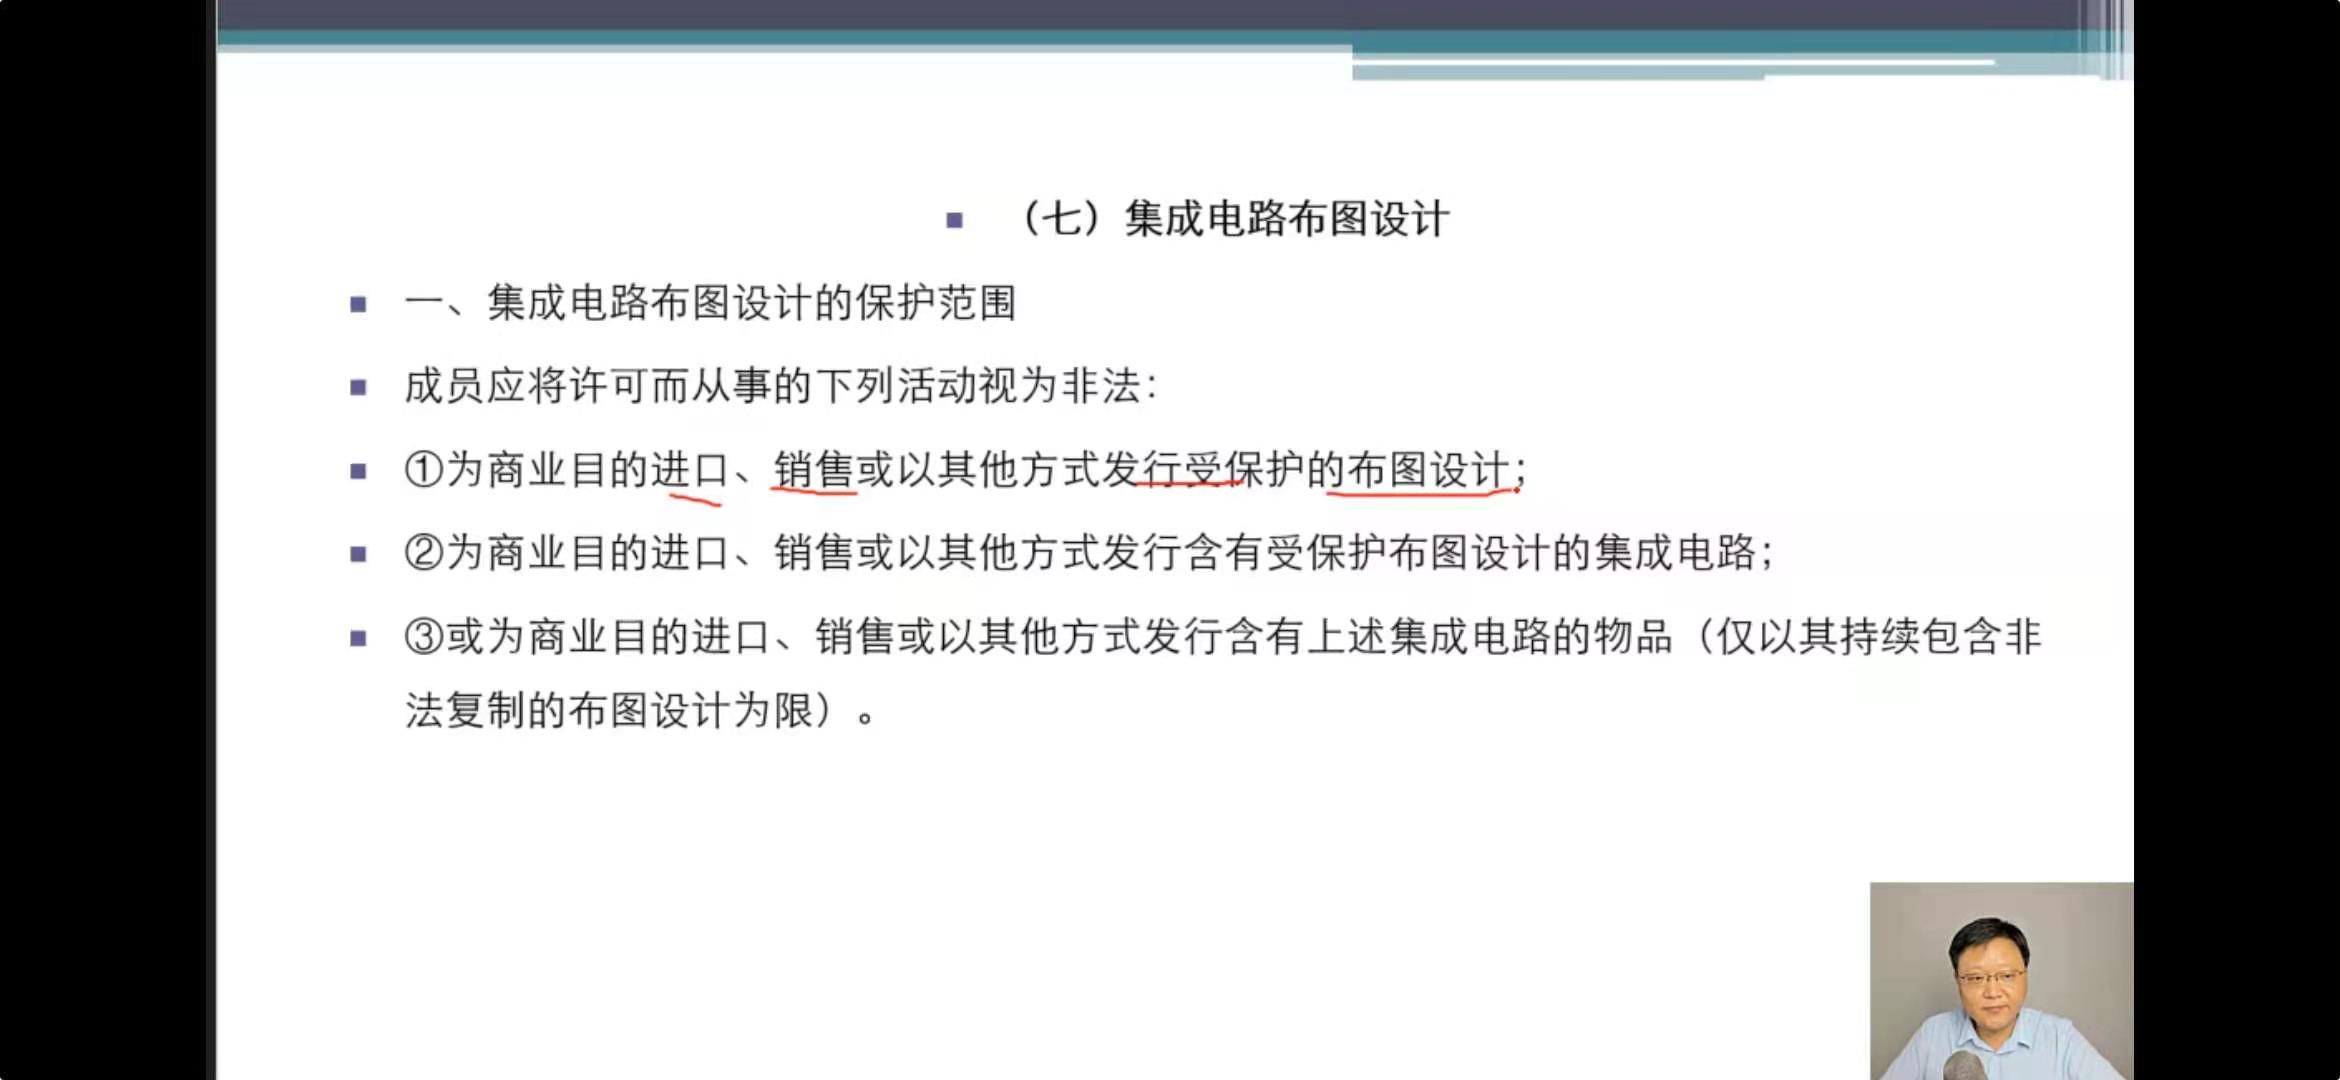 （七）集成电路布图设计
一、集成电路布图设计的保护范围
成员应将许可而从事的下列活动视为非法：
①为商业目的进口、销售或以其他方式发行受保护的布图设计；
②为商业目的进口、销售或以其他方式发行含有受保护布图设计的集成电路；
③或为商业目的进口、销售或以其他方式发行含有上述集成电路的物品（仅以其持续包含非
法复制的布图设计为限）。